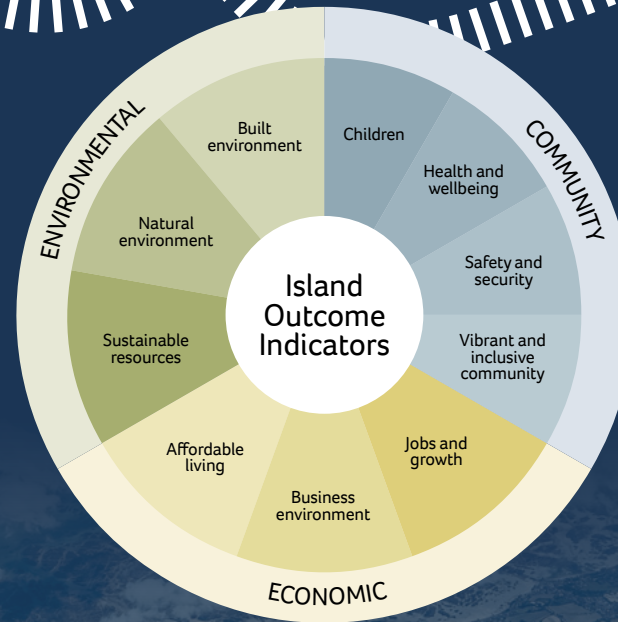 Island
Outcome
Indicators
COMMUNITY
Children
Health and
wellbeing
Safety and
security
Vibrant and
inclusive
community
ECONOMIC
Jobs and
growth
Business
environment
Affordable
living
ENVIRONMENTAL
Sustainable
resources
Natural
environment
Built
environment